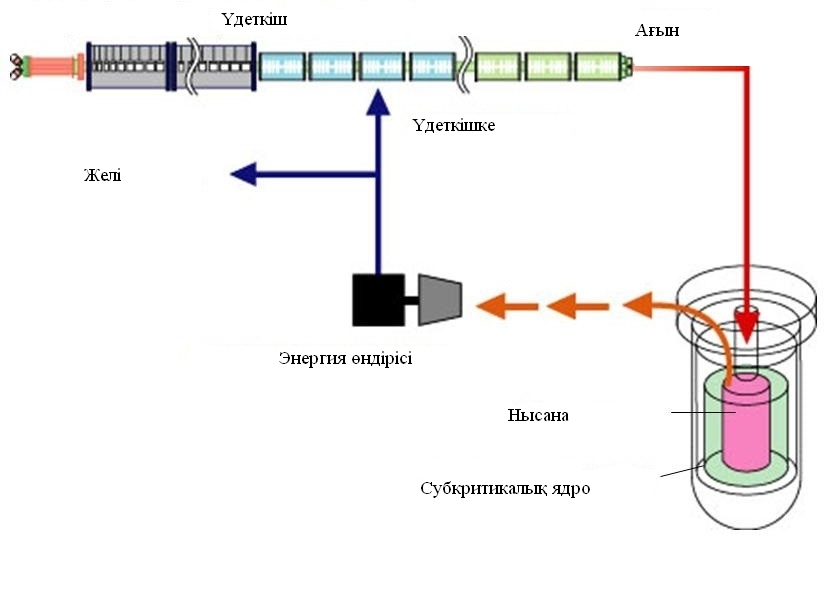 Үдеткіш
Ағын
Үдеткішке
Желі
Энергия өндірісі
Нысана
Субкритикалық ядро